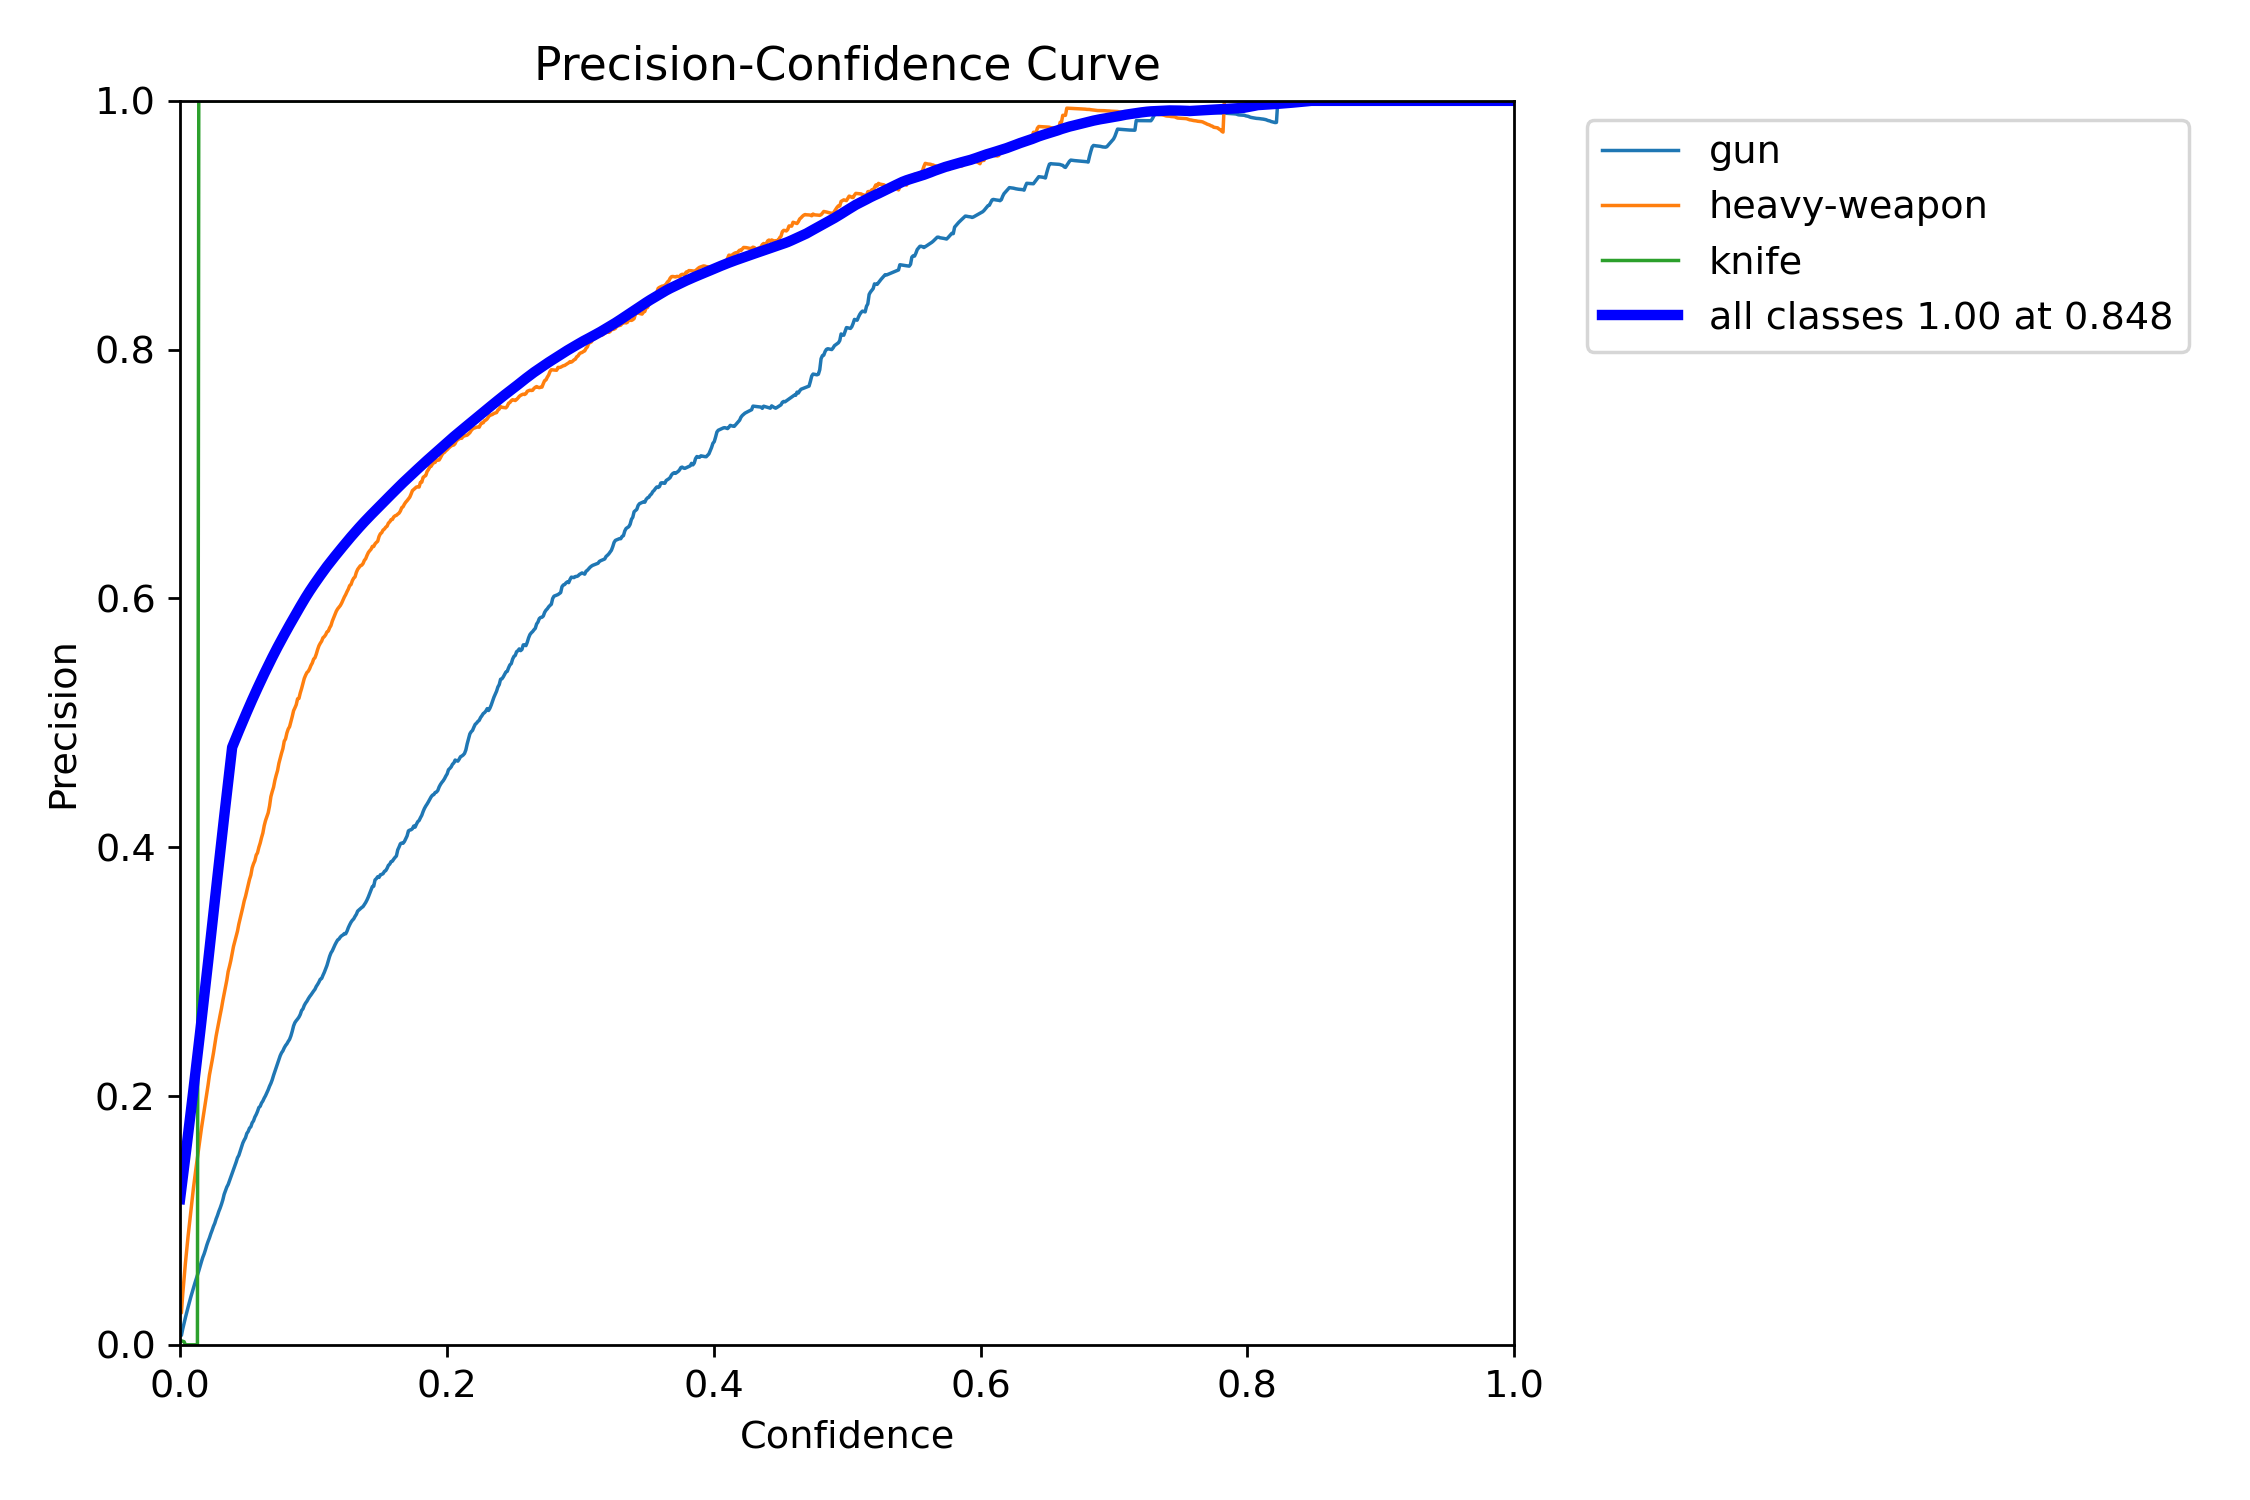 Precision-Confidence Curve
1.0
0.8
0.6
0.4
0.2
0.0
Precision
0.0 0.2 0.4 0.6 0.8 1.0
Confidence
gun
heavy-weapon
knife
all classes 1.00 at 0.848